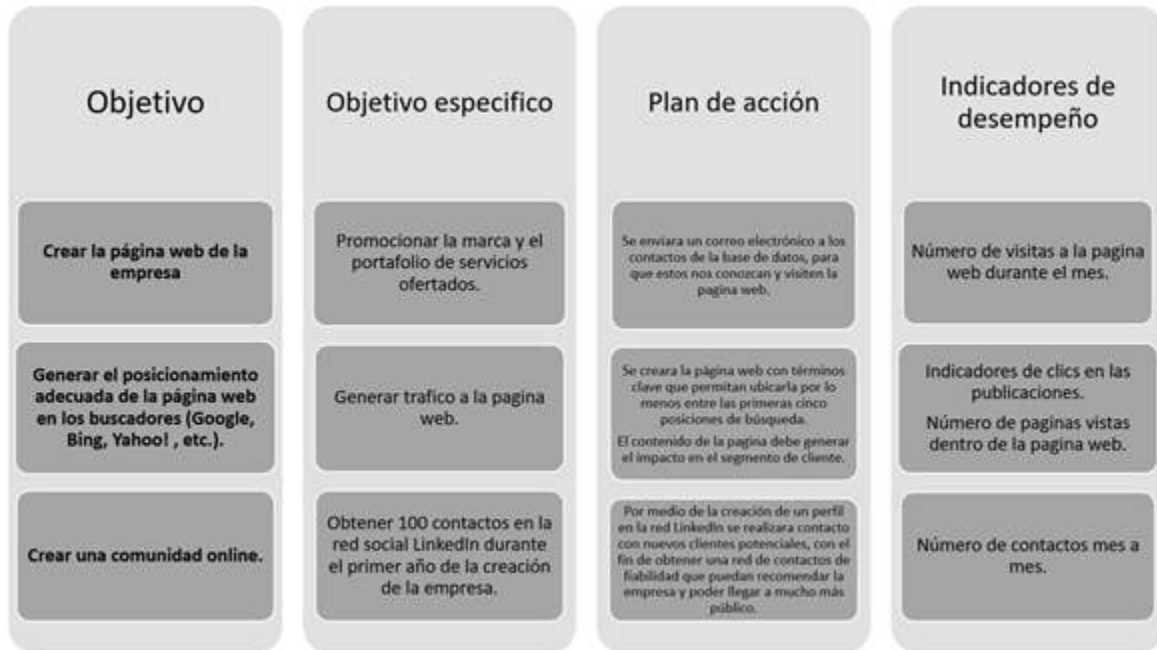 Objetivo
Crear la página web de la
empresa
Generar el posicionamiento
adecuada de la página web
en los buscadores (Google,
Bing, Yahoo! , etc.).
Crear una comunidad online.
Objetivo especifico
Promocionar la marca y el
portafolio de servicios
ofertados.
Generar trafico a la pagina
web.
Obtener 100 contactos en la
red social LinkedIn durante
el primer año de la creación
de la empresa.
Plan de acción
Se enviara un correo electrónico a los
contactos de la base de datos, para
que estos nos conozcan y visiten la
pagina web.
Se creara la página web con términos
clave que permitan ubicarla por lo
menos entre las primeras cinco
posiciones de búsqueda.
El contenido de la pagina debe generar
el impacto en el segmento de cliente.
Por medio de la creación de un perfil
en la red LinkedIn se realizara contacto
con nuevos clientes potenciales, con el
fin de obtener una red de contactos de
fiabilidad que puedan recomendar la
empresa y poder llegar a mucho más
público.
Indicadores de
desempeño
Número de visitas a la pagina
web durante el mes.
Indicadores de clics en las
publicaciones.
Número de paginas vistas
dentro de la pagina web.
Número de contactos mes a
mes.